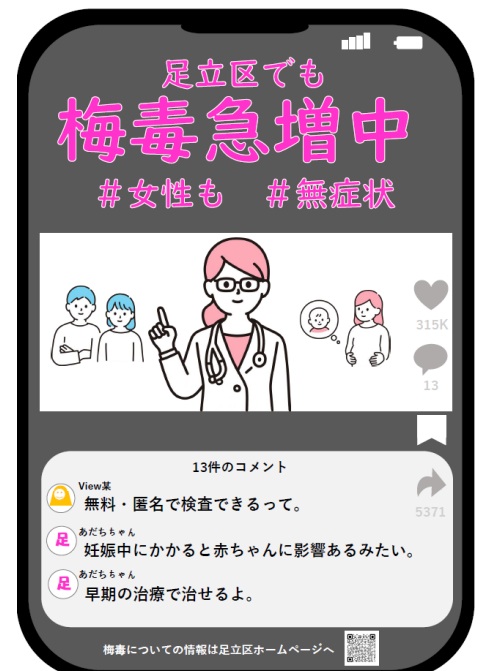 足立区でも
梅毒急増中
#女性も #無症状
315K
13
13件のコメント
View某
無料・匿名で検査できるって。
5371
あだちちゃん
足
妊娠中にかかると赤ちゃんに影響あるみたい。
あだちちゃん
足
早期の治療で治せるよ。
梅毒についての情報は足立区ホームページへ